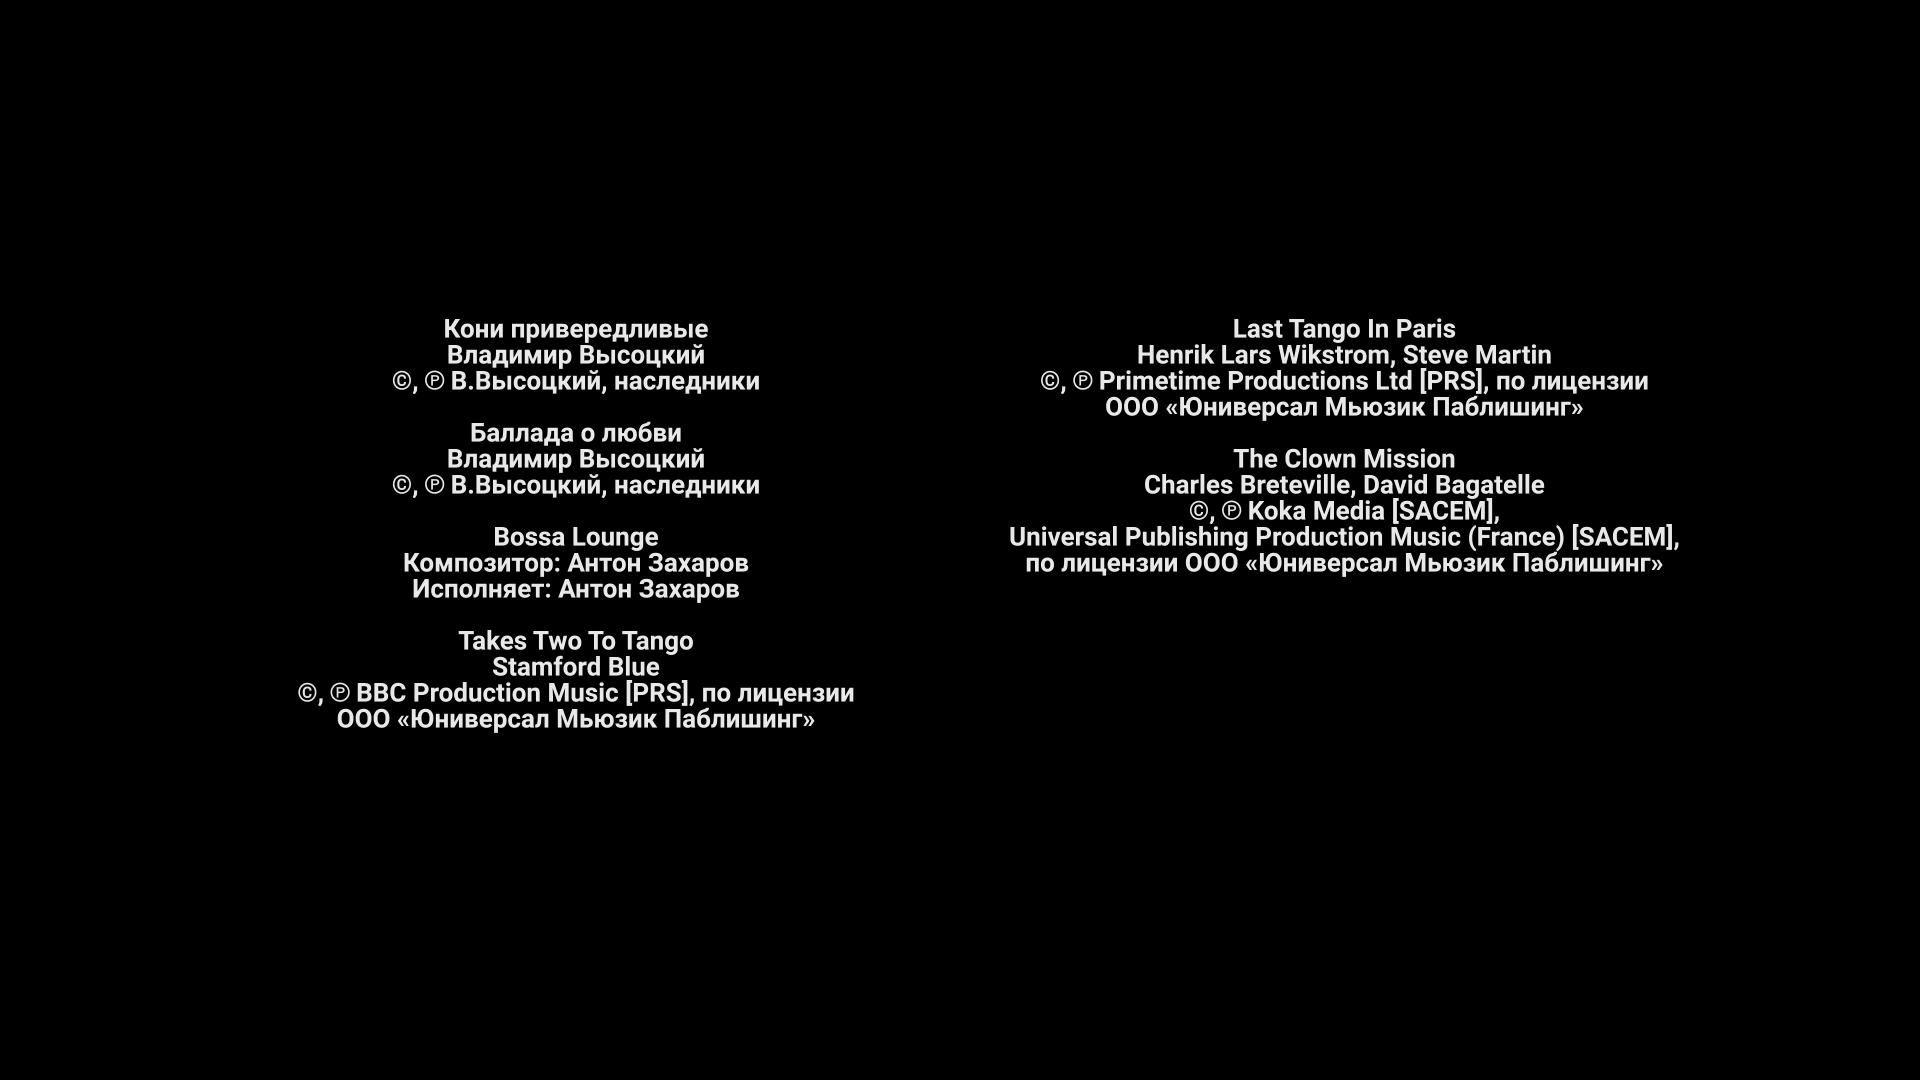 Кони привередливые
Владимир Высоцкий
©, ℗ В.Высоцкий, наследники
Баллада о любви
Владимир Высоцкий
©, ℗ В.Высоцкий, наследники
Bossa Lounge
Композитор: Антон Захаров
Исполняет: Антон Захаров
Takes Two To Tango
Stamford Blue
©, ℗ BBC Production Music [PRS], по лицензии
ООО «Юниверсал Мьюзик Паблишинг»
Last Tango In Paris
Henrik Lars Wikstrom, Steve Martin
©, ℗ Primetime Productions Ltd [PRS], по лицензии
ООО «Юниверсал Мьюзик Паблишинг»
The Clown Mission
Charles Breteville, David Bagatelle
©, ℗ Koka Media [SACEM],
Universal Publishing Production Music (France) [SACEM],
по лицензии ООО «Юниверсал Мьюзик Паблишинг»